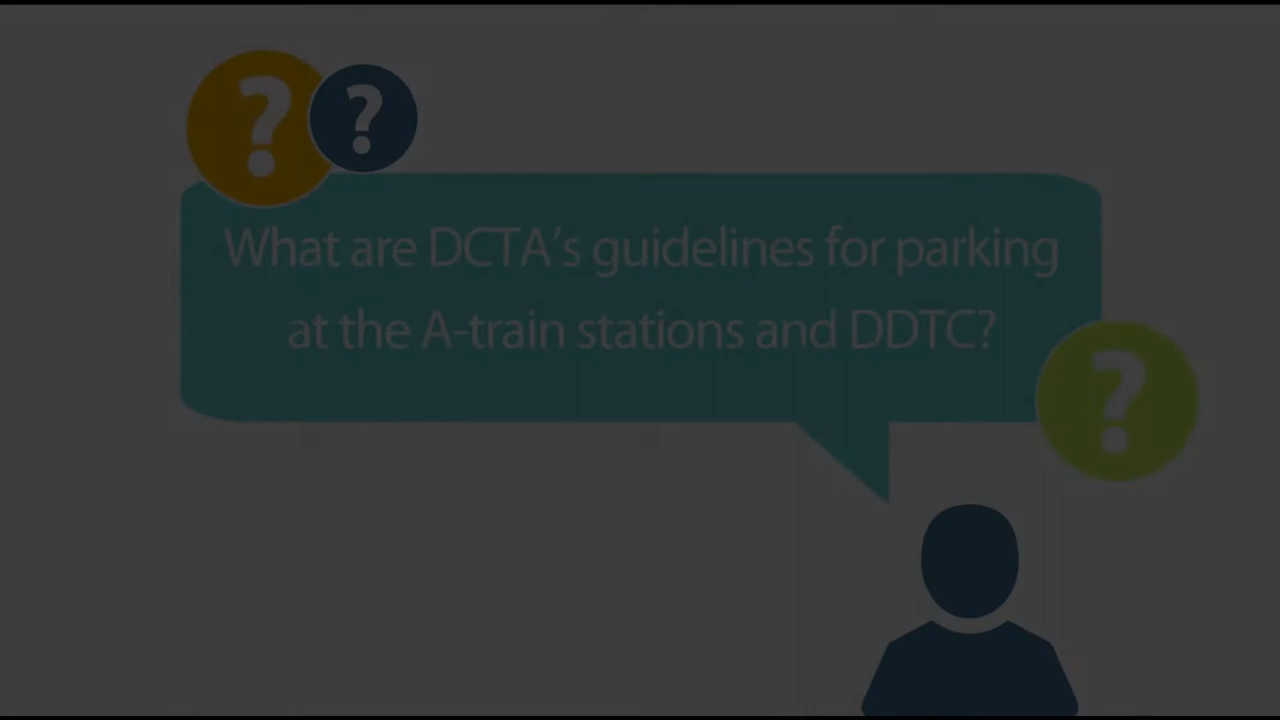 ?
?
What are DCTA's guidelines for parking
at the A-train stations and DDTC?
?